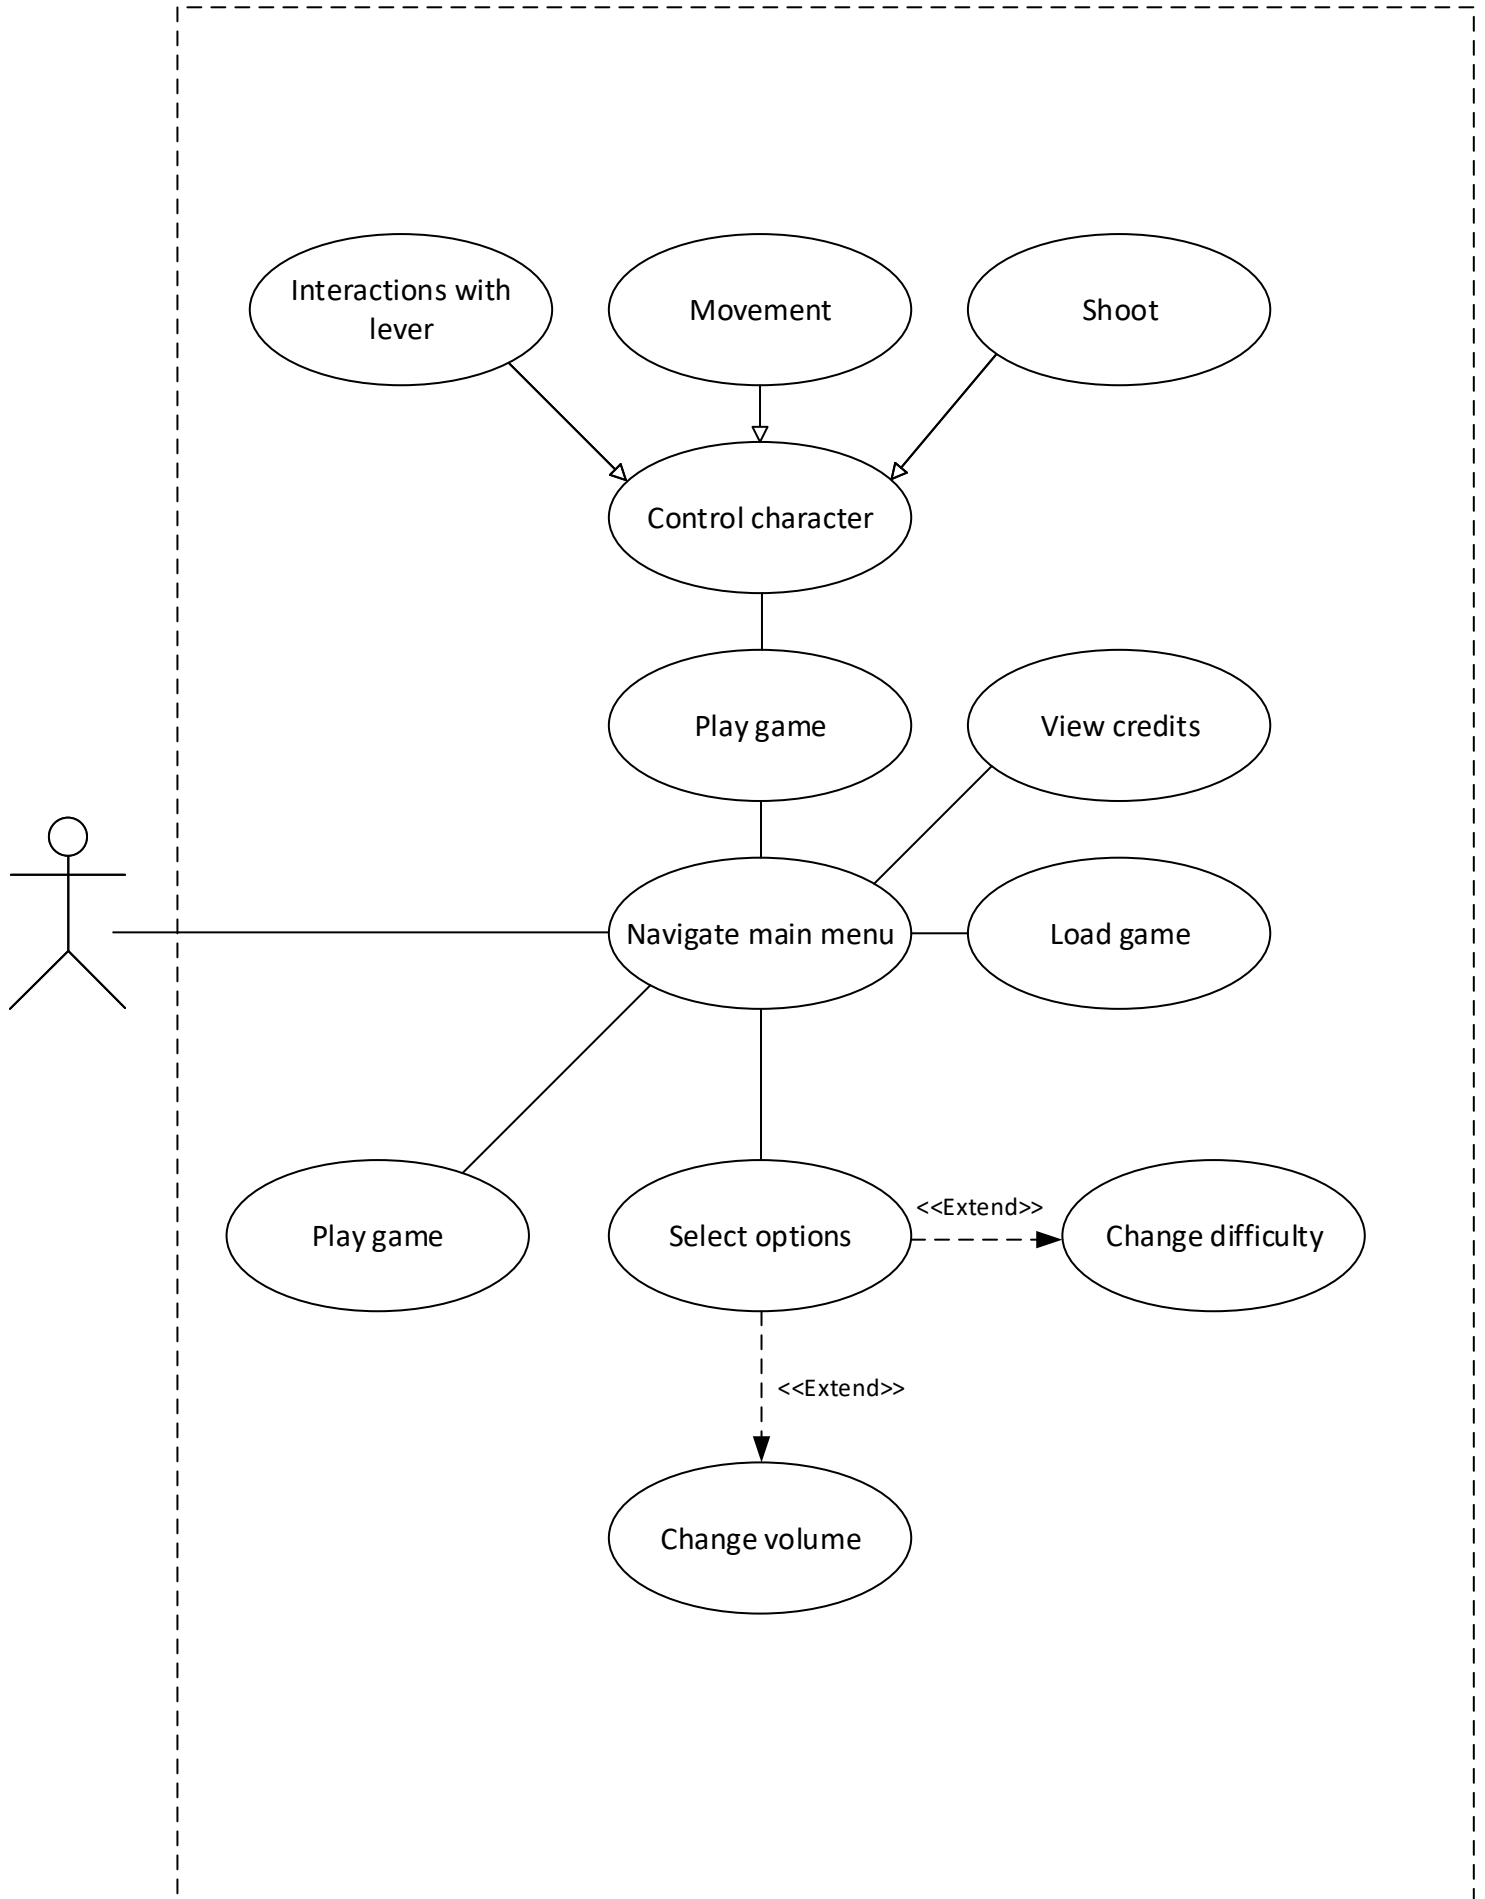 Interactions with
lever
Movement
Shoot
Control character
Play game
View credits
Navigate main menu
Load game
Play game
Select options
<<Extend>>
Change difficulty
<<Extend>>
Change volume